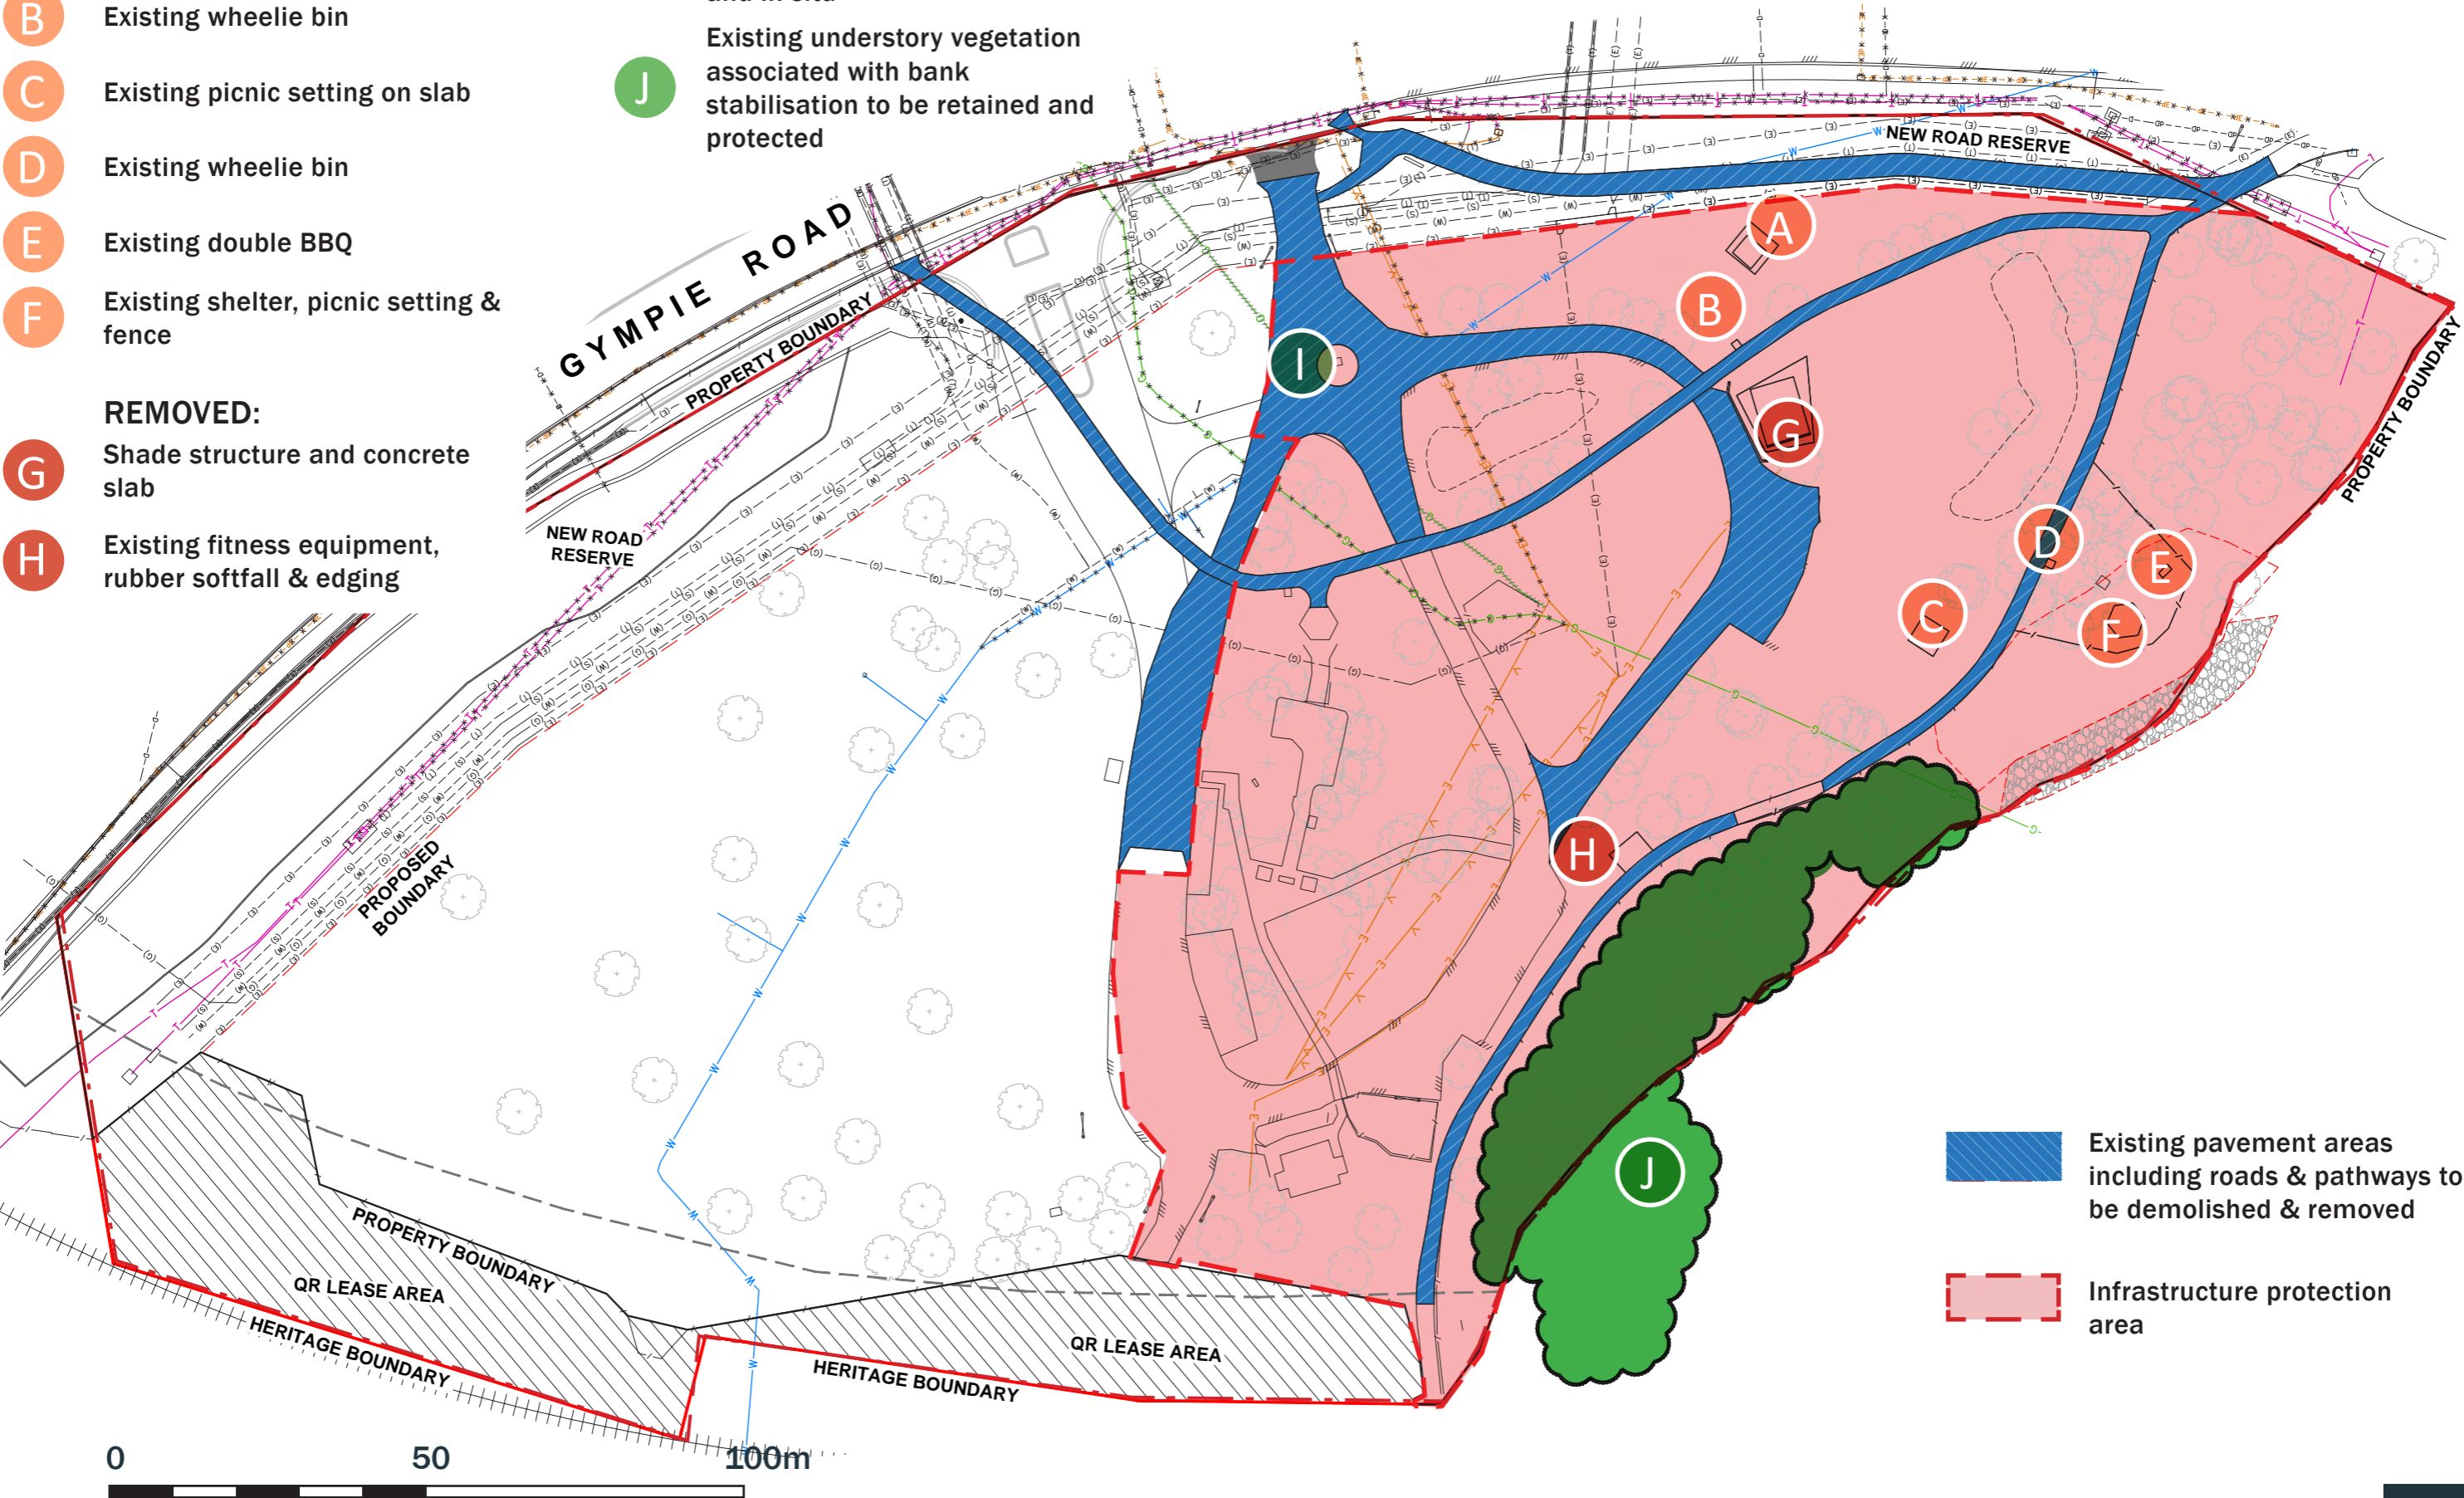 B
Existing wheelie bin
C
Existing picnic setting on slab
D
Existing wheelie bin
E
Existing double BBQ
F
Existing shelter, picnic setting &
fence
REMOVED:
G
Shade structure and concrete
slab
H
Existing fitness equipment,
rubber softfall & edging
J
Existing understory vegetation
associated with bank
stabilisation to be retained and
protected
GYMPIE ROAD
PROPERTY BOUNDARY
NEW ROAD RESERVE
NEW ROAD
RESERVE
PROPERTY BOUNDARY
PROPOSED
BOUNDARY
A
B
I
G
D
E
C
F
H
J
PROPERTY BOUNDARY
QR LEASE AREA
HERITAGE BOUNDARY
QR LEASE AREA
HERITAGE BOUNDARY
Existing pavement areas
including roads & pathways to
be demolished & removed
Infrastructure protection
area
0 50 100m